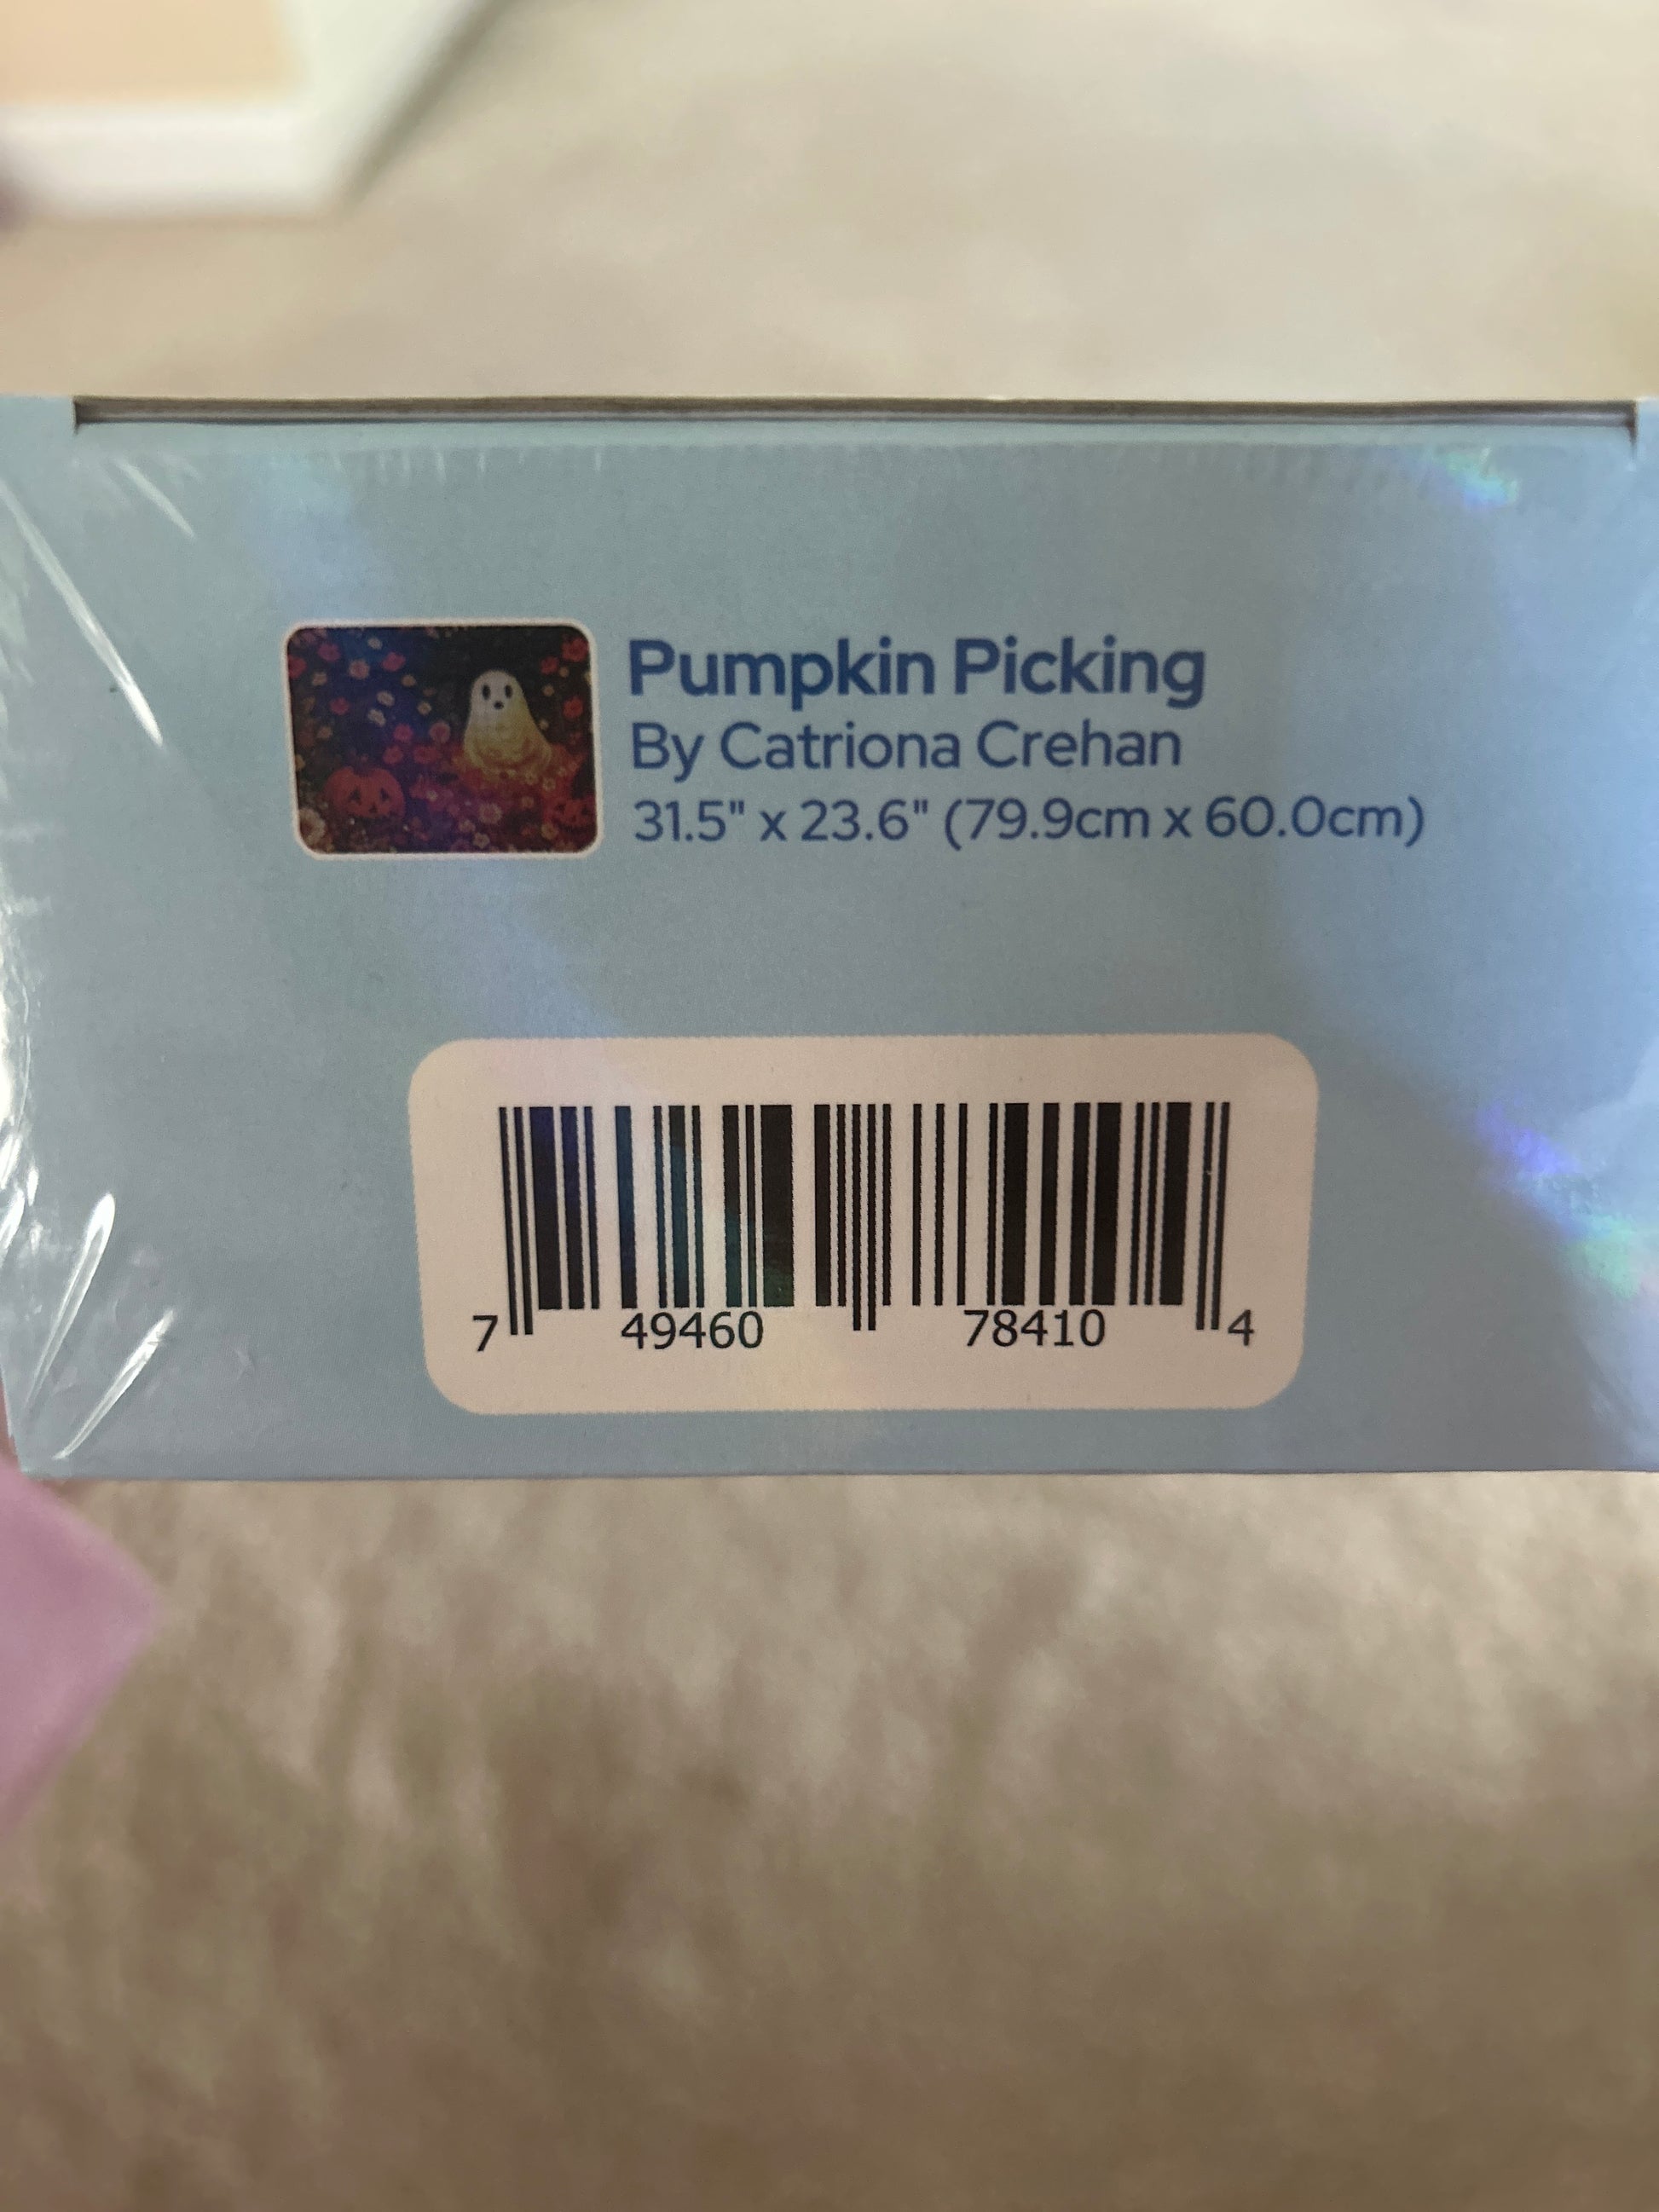 Pumpkin Picking
By Catriona Crehan
31.5" x 23.6" (79.9cm x 60.0cm)
7 49460 78410 4